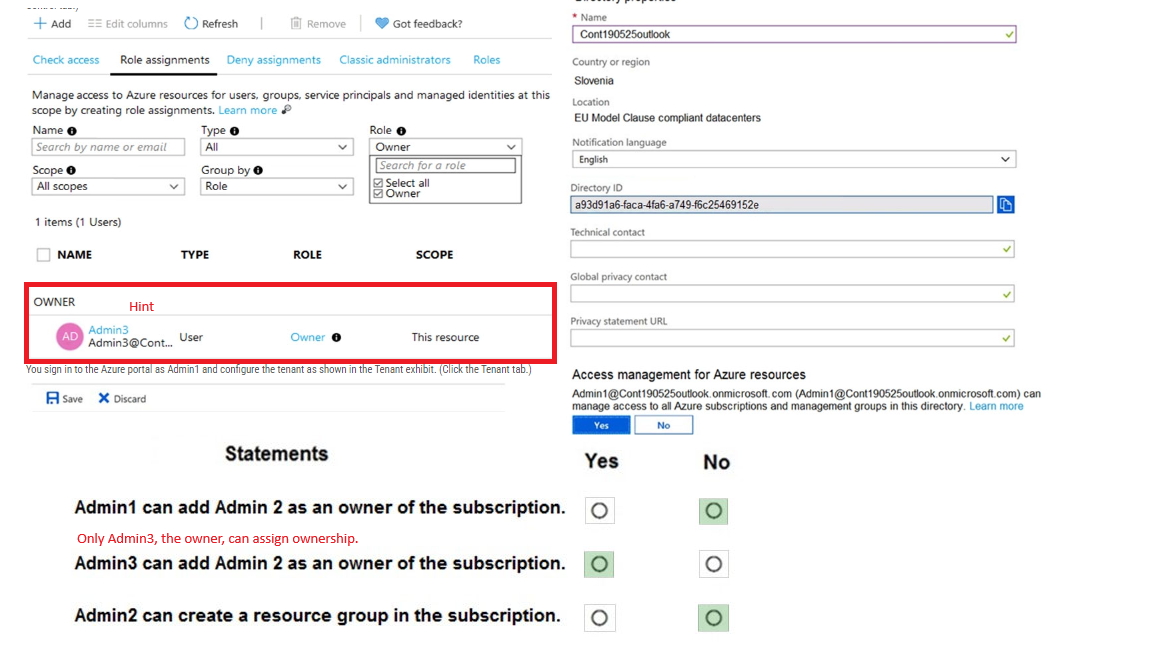 Add
Edit columns
Refresh
Remove
Got feedback?
Check access
Role assignments
Deny assignments
Classic administrators
Roles
Manage access to Azure resources for users, groups, service principals and managed identities at this
scope by creating role assignments. Learn more
Name
Type
Role
Search by name or email
All
Owner
Search for a role
Scope
Group by
Select all
All scopes
Role
Owner
1 items (1 Users)
NAME
TYPE
ROLE
SCOPE
OWNER
Hint
AD
Admin3
Admin3@Cont...
User
Owner
This resource
You sign in to the Azure portal as Admin1 and configure the tenant as shown in the Tenant exhibit. (Click the Tenant tab.)
Save
Discard
* Name
Cont190525outlook
Country or region
Slovenia
Location
EU Model Clause compliant datacenters
Notification language
English
Directory ID
a93d91a6-faca-4fa6-a749-f6c25469152e
Technical contact
Global privacy contact
Privacy statement URL
Access management for Azure resources
Admin1@Cont190525outlook.onmicrosoft.com (Admin1@Cont190525outlook.onmicrosoft.com) can
manage access to all Azure subscriptions and management groups in this directory. Learn more
Yes
No
Statements
Yes
No
Admin1 can add Admin 2 as an owner of the subscription.
Only Admin3, the owner, can assign ownership.
Admin3 can add Admin 2 as an owner of the subscription.
Admin2 can create a resource group in the subscription.